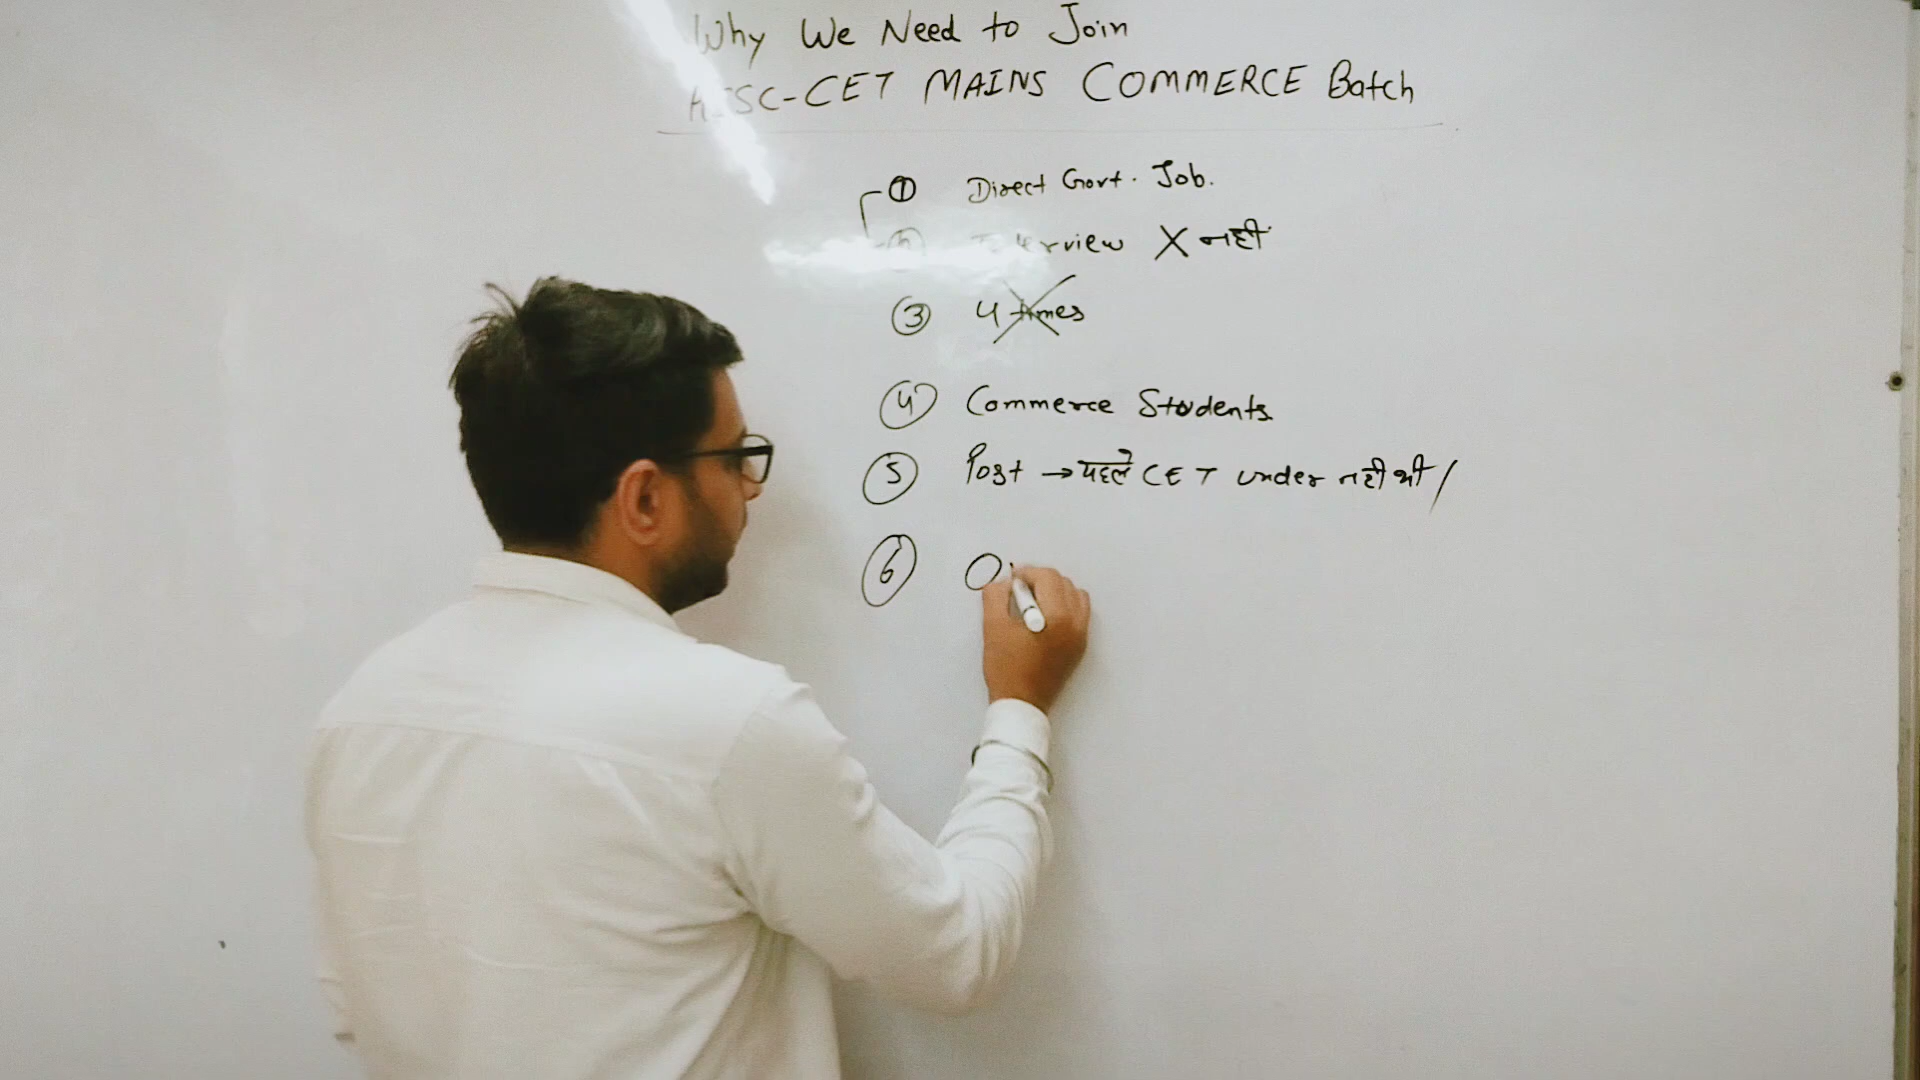 Why We Need to Join
HSSC-CET MAINS COMMERCE Batch
① Direct Govt. Job.
Interview X नही
③ 4 times
④ Commerce Students
⑤ Post → पहले CET under नही थी /
⑥